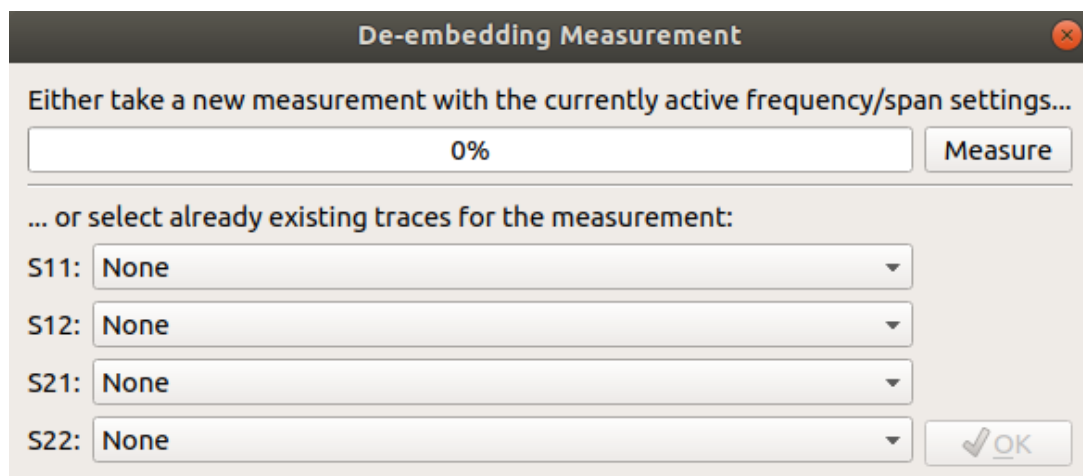 De-embedding Measurement
Either take a new measurement with the currently active frequency/span settings...
0% Measure
... or select already existing traces for the measurement:
S11: None
S12: None
S21: None
S22: None OK